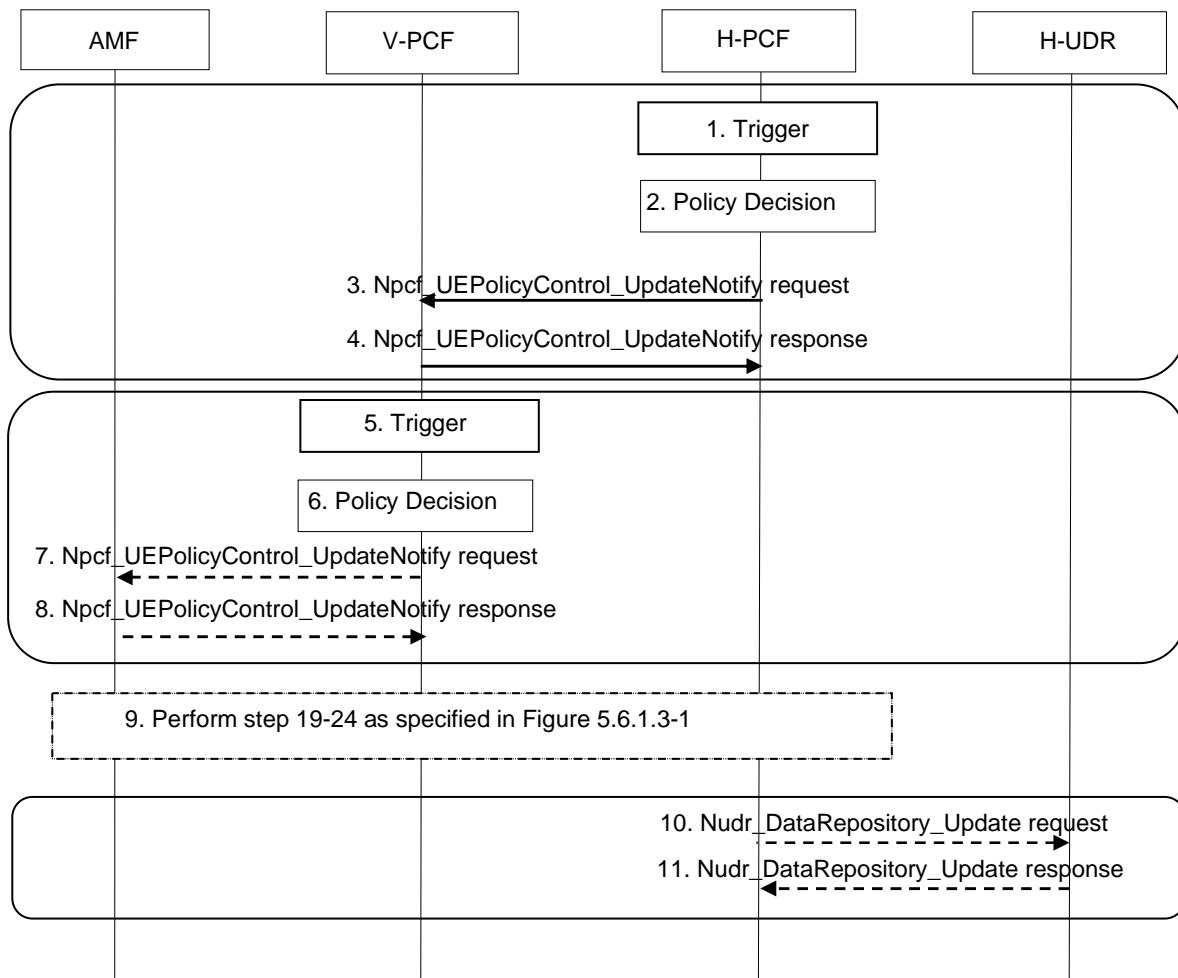 AMF
V-PCF
H-PCF
H-UDR
1. Trigger
2. Policy Decision
3. Npcf_UEPolicyControl_UpdateNotify request
4. Npcf_UEPolicyControl_UpdateNotify response
5. Trigger
6. Policy Decision
7. Npcf_UEPolicyControl_UpdateNotify request
8. Npcf_UEPolicyControl_UpdateNotify response
9. Perform step 19-24 as specified in Figure 5.6.1.3-1
10. Nudr_DataRepository_Update request
11. Nudr_DataRepository_Update response